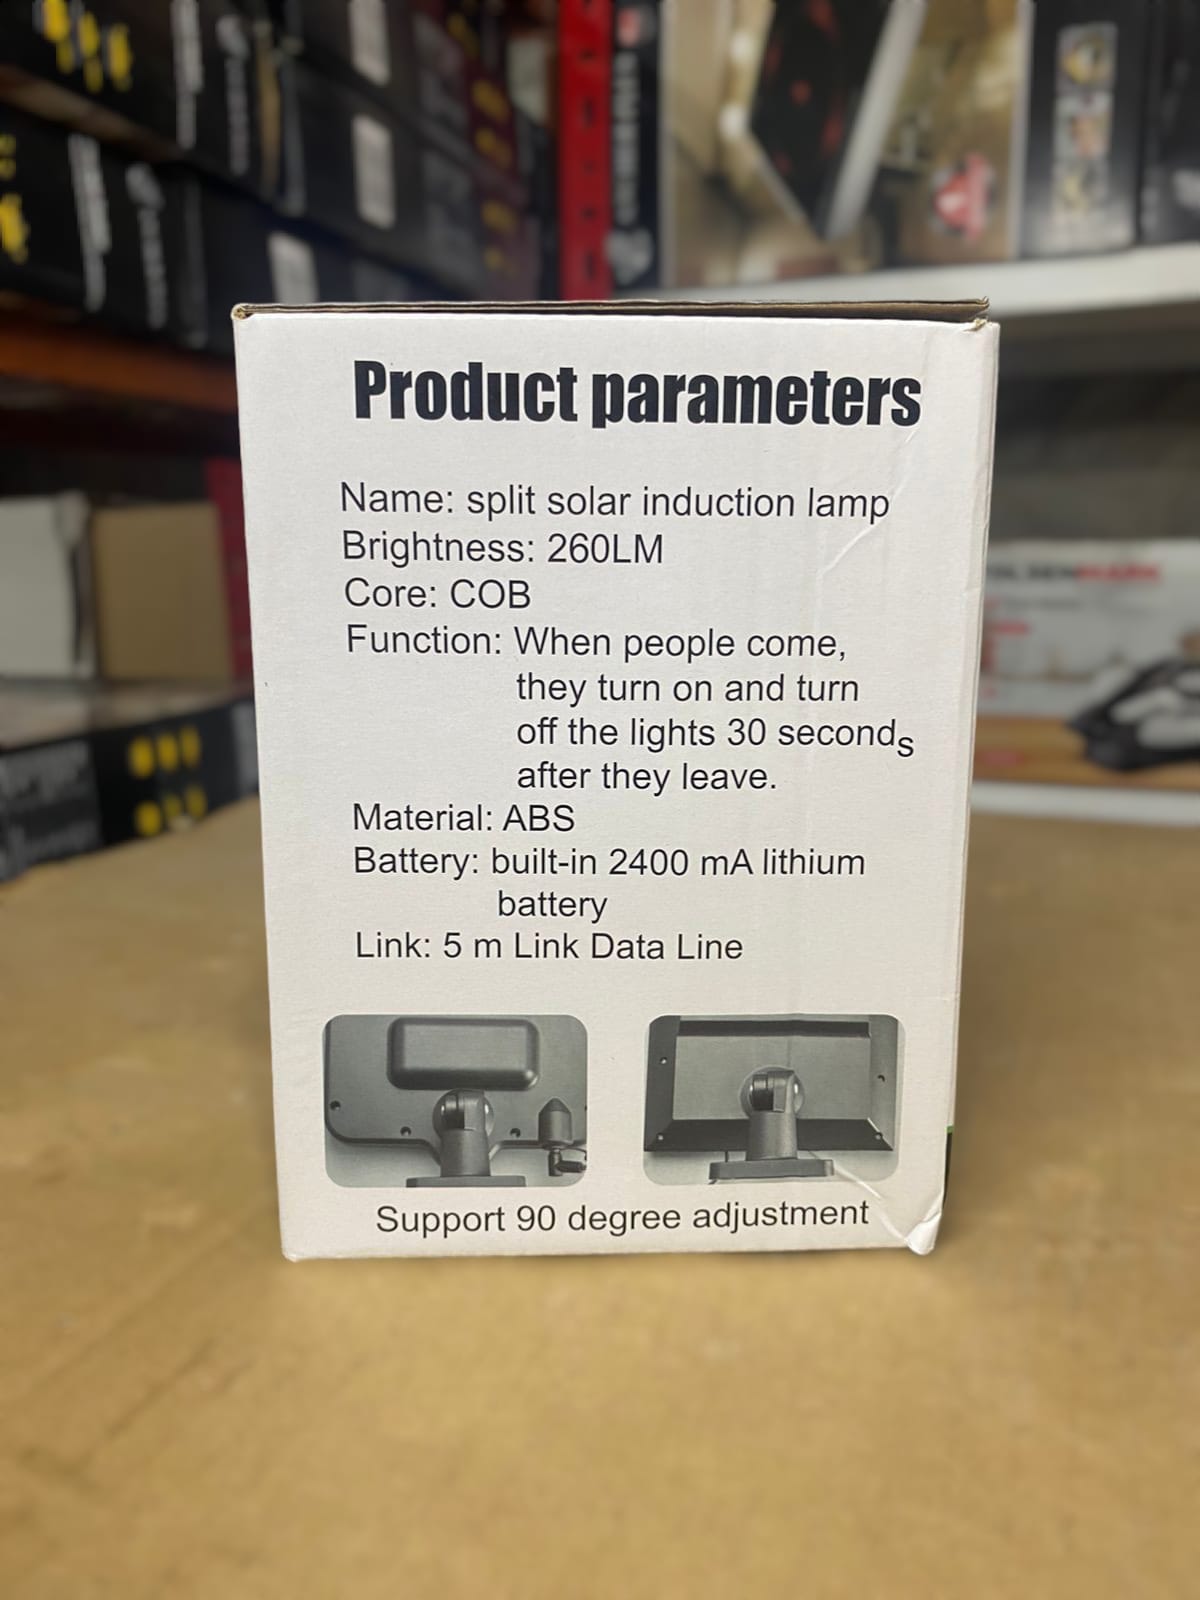 Product parameters
Name: split solar induction lamp
Brightness: 260LM
Core: COB
Function: When people come,
they turn on and turn
off the lights 30 seconds
after they leave.
Material: ABS
Battery: built-in 2400 mA lithium
battery
Link: 5 m Link Data Line
Support 90 degree adjustment